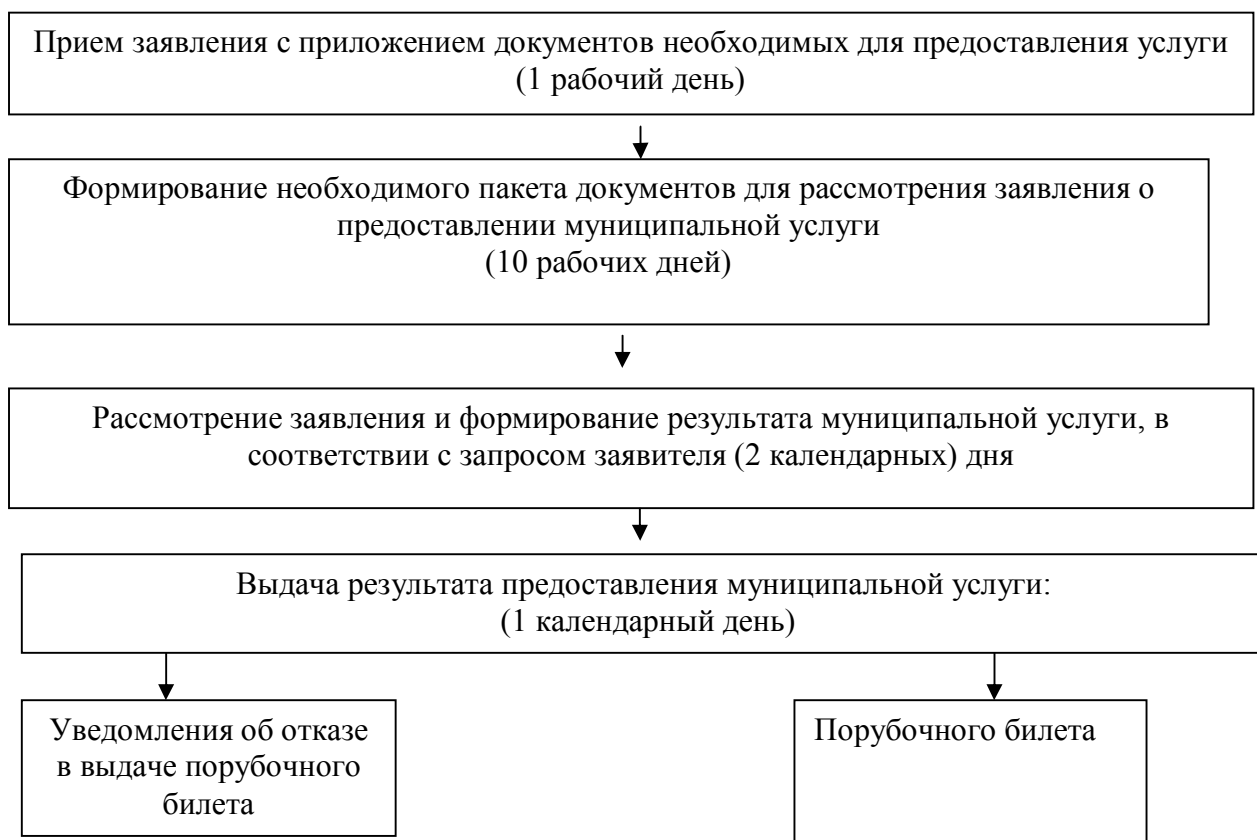 Прием заявления с приложением документов необходимых для предоставления услуги
(1 рабочий день)
Формирование необходимого пакета документов для рассмотрения заявления о
предоставлении муниципальной услуги
(10 рабочих дней)
Рассмотрение заявления и формирование результата муниципальной услуги, в
соответствии с запросом заявителя (2 календарных) дня
Выдача результата предоставления муниципальной услуги:
(1 календарный день)
Уведомления об отказе
в выдаче порубочного
билета
Порубочного билета